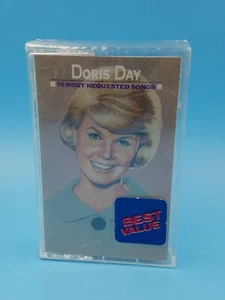 DORIS DAY
16 MOST REQUESTED SONGS
BEST
VALUE